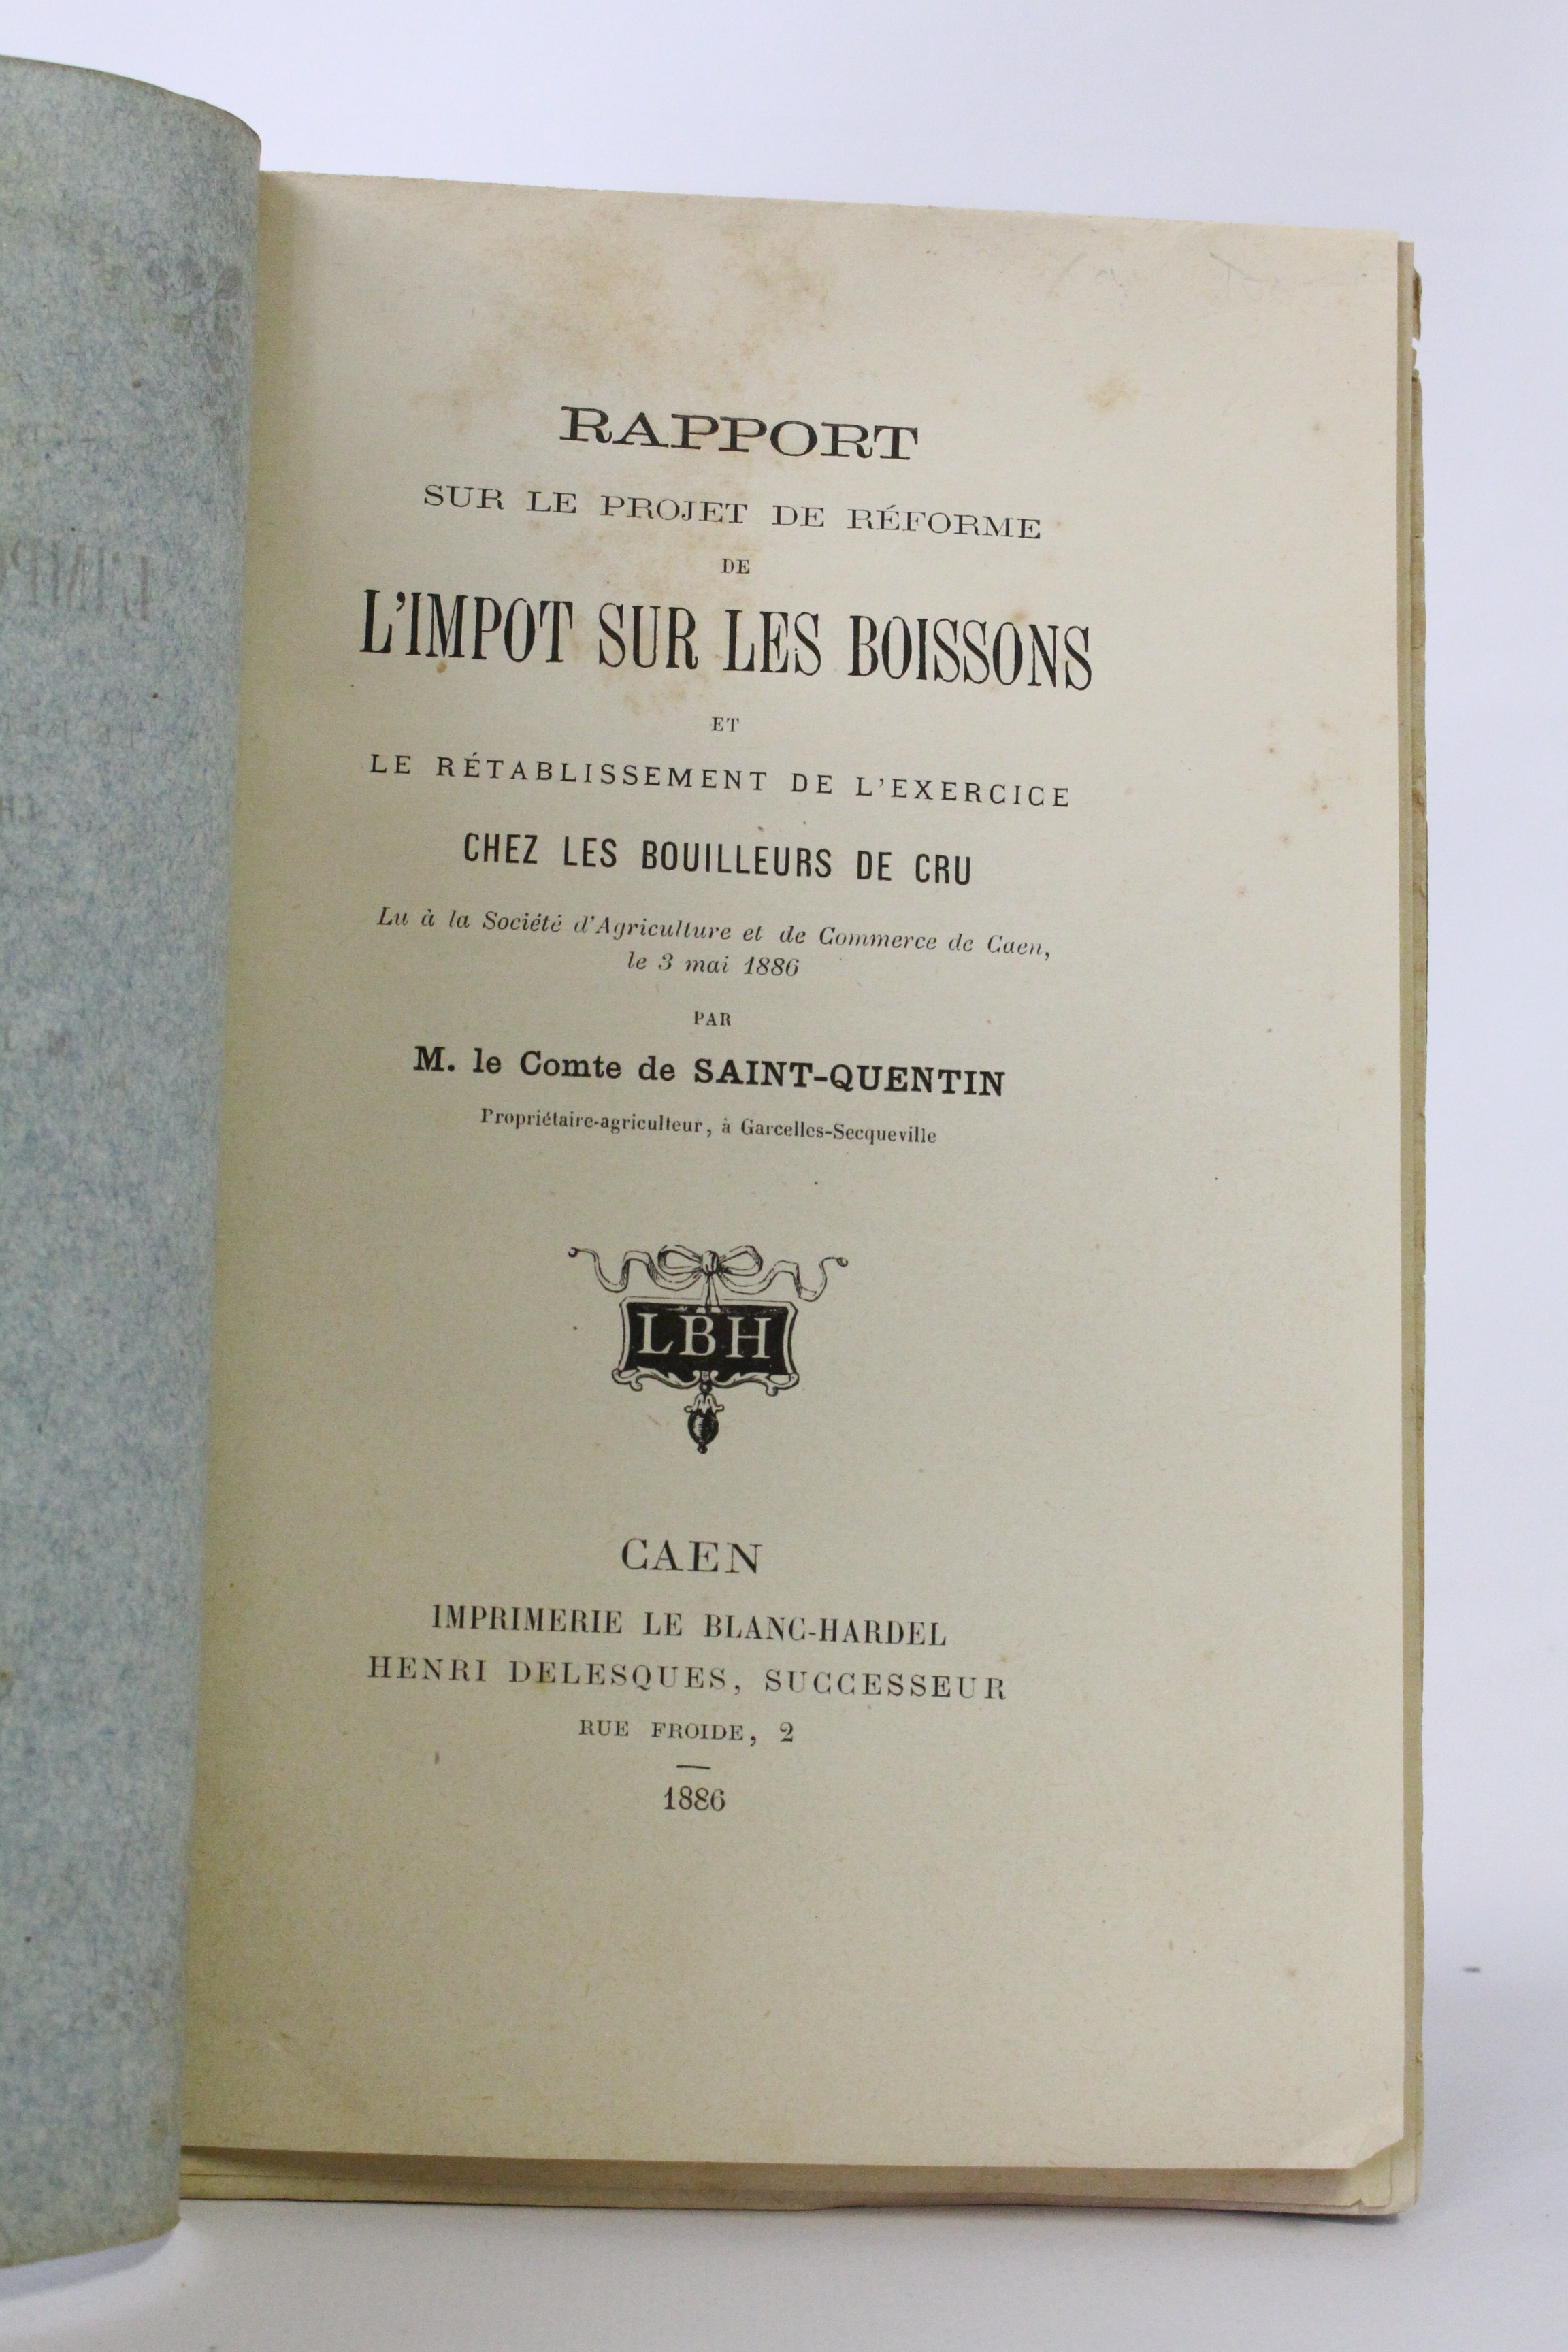 RAPPORT
SUR LE PROJET DE RÉFORME
DE
L'IMPOT SUR LES BOISSONS
ET
LE RÉTABLISSEMENT DE L'EXERCICE
CHEZ LES BOUILLEURS DE CRU
Lu à la Société d'Agriculture et de Commerce de Caen,
le 3 mai 1886
PAR
M. le Comte de SAINT-QUENTIN
Propriétaire-agriculteur, à Garcelles-Secqueville
LBH
CAEN
IMPRIMERIE LE BLANC-HARDEL
HENRI DELESQUES, SUCCESSEUR
RUE FROIDE, 2
1886